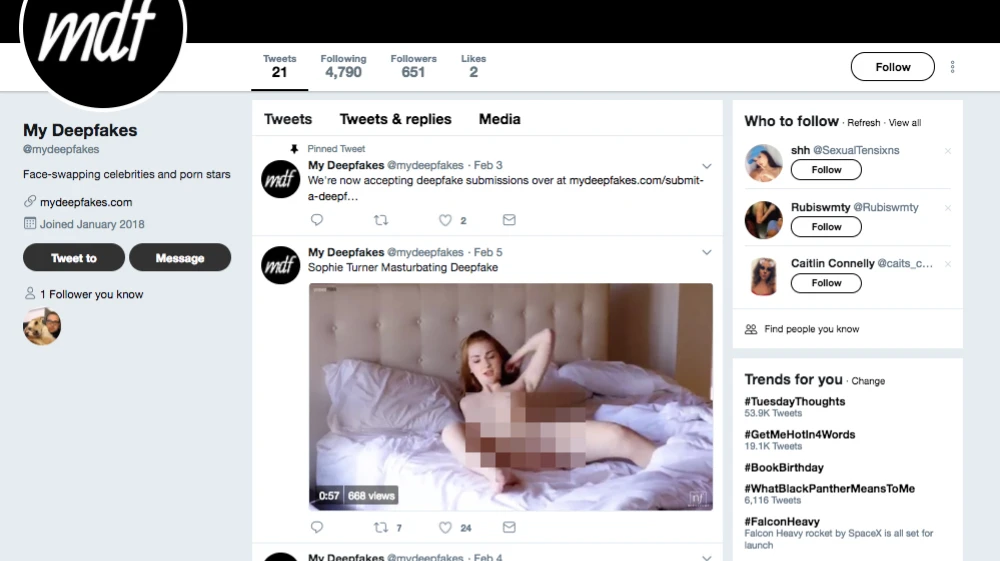 mdf
Tweets
21
Following
4,790
Followers
651
Likes
2
Follow
My Deepfakes
@mydeepfakes
Face-swapping celebrities and porn stars
mydeepfakes.com
Joined January 2018
Tweet to
Message
1 Follower you know
Tweets Tweets & replies Media
Pinned Tweet
mdf
My Deepfakes @mydeepfakes · Feb 3
We're now accepting deepfake submissions over at mydeepfakes.com/submit-
a-deepf…
2
mdf
My Deepfakes @mydeepfakes · Feb 5
Sophie Turner Masturbating Deepfake
0:57 668 views
nf
7 24
My Deepfakes @mydeepfakes · Feb 4
Who to follow · Refresh · View all
shh @SexualTensixns
Follow
Rubiswmty @Rubiswmty
Follow
Caitlin Connelly @caits_c...
Follow
Find people you know
Trends for you · Change
#TuesdayThoughts
53.9K Tweets
#GetMeHotIn4Words
19.1K Tweets
#BookBirthday
#WhatBlackPantherMeansToMe
6,116 Tweets
#FalconHeavy
Falcon Heavy rocket by SpaceX is all set for
launch